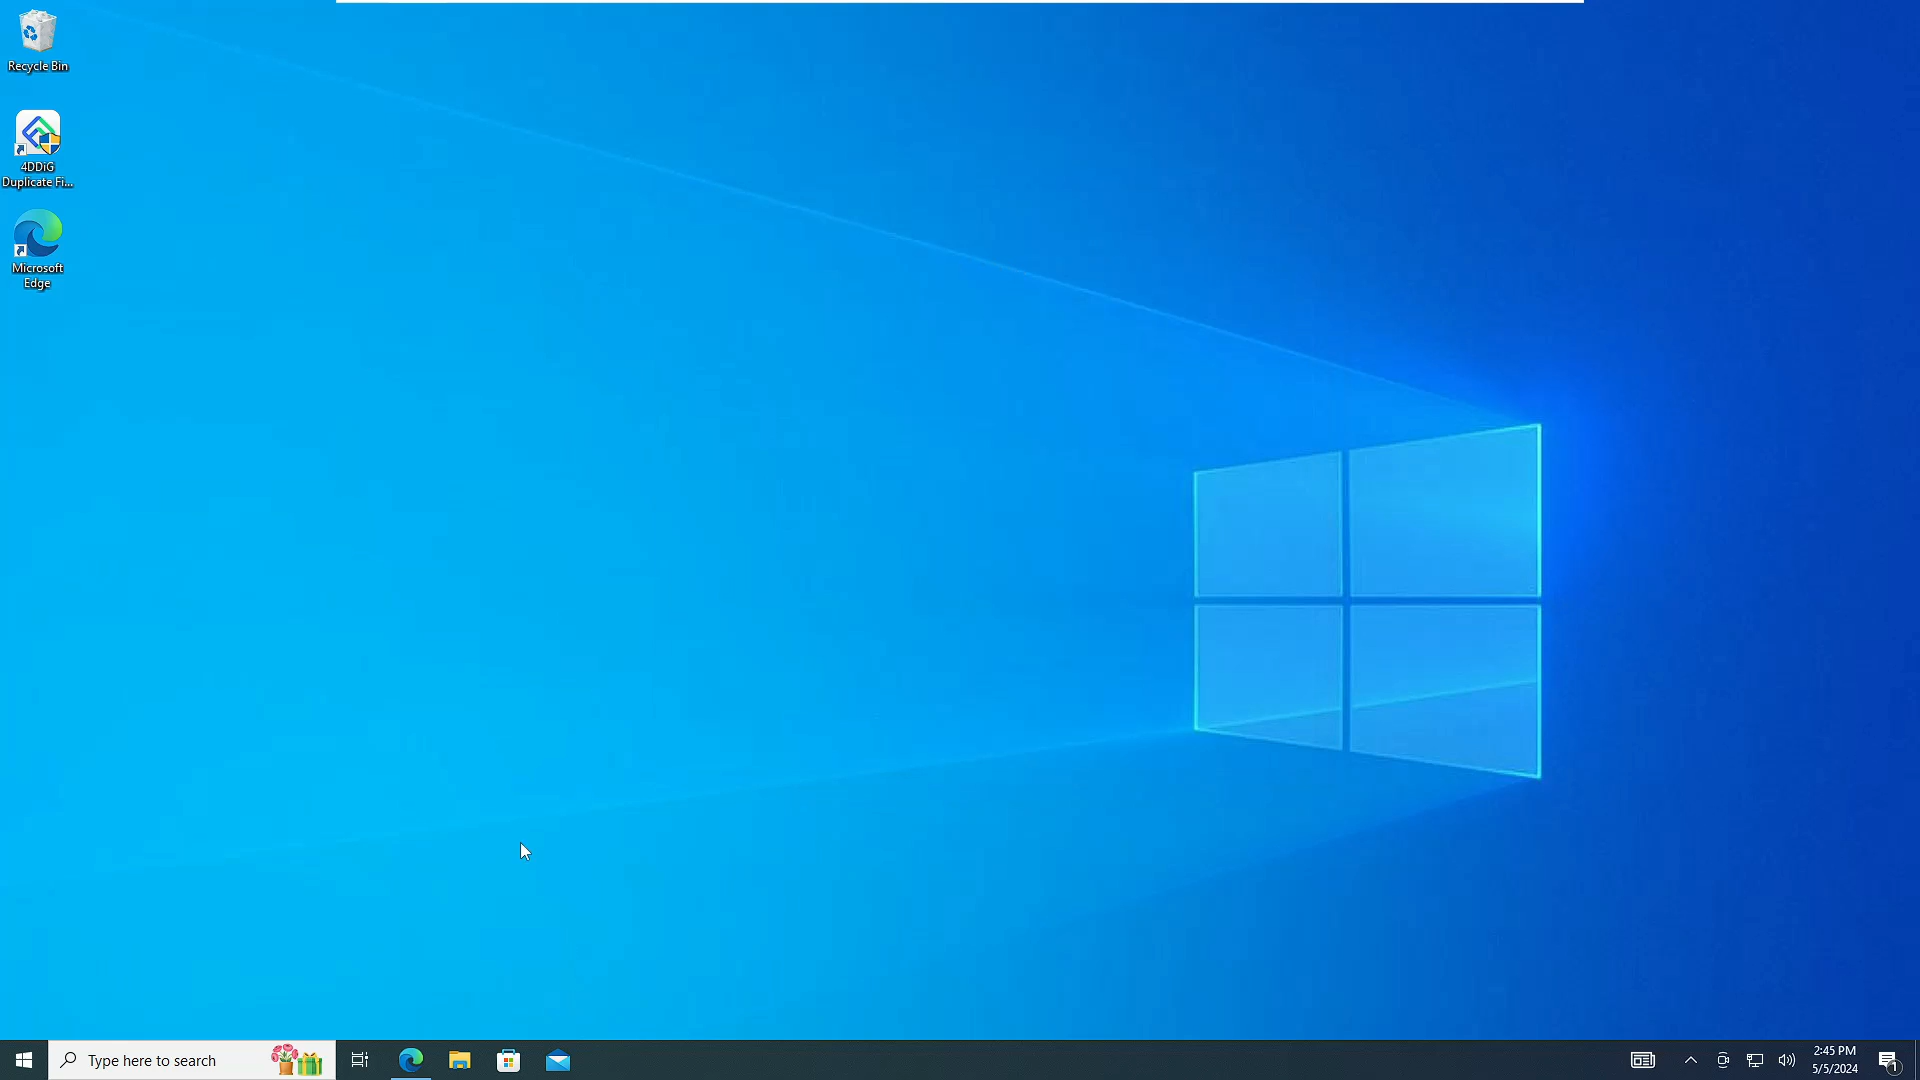 Recycle Bin
4DDiG
Duplicate Fi...
Microsoft
Edge
Type here to search
2:45 PM
5/5/2024
1